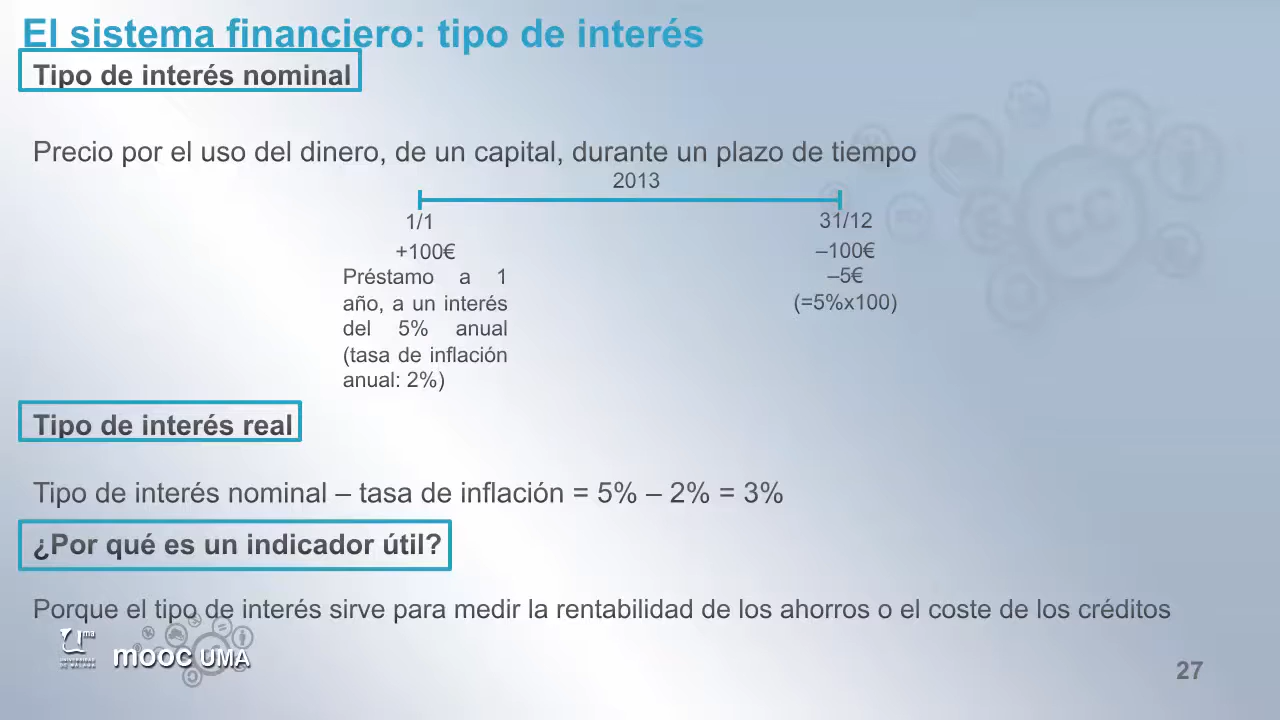 El sistema financiero: tipo de interés
Tipo de interés nominal
Precio por el uso del dinero, de un capital, durante un plazo de tiempo
2013
1/1
31/12
+100€
–100€
Préstamo a 1
–5€
año, a un interés
(=5%x100)
del 5% anual
(tasa de inflación
anual: 2%)
Tipo de interés real
Tipo de interés nominal – tasa de inflación = 5% – 2% = 3%
¿Por qué es un indicador útil?
Porque el tipo de interés sirve para medir la rentabilidad de los ahorros o el coste de los créditos
uma
UNIVERSIDAD
DE MÁLAGA
mooc UMA
27